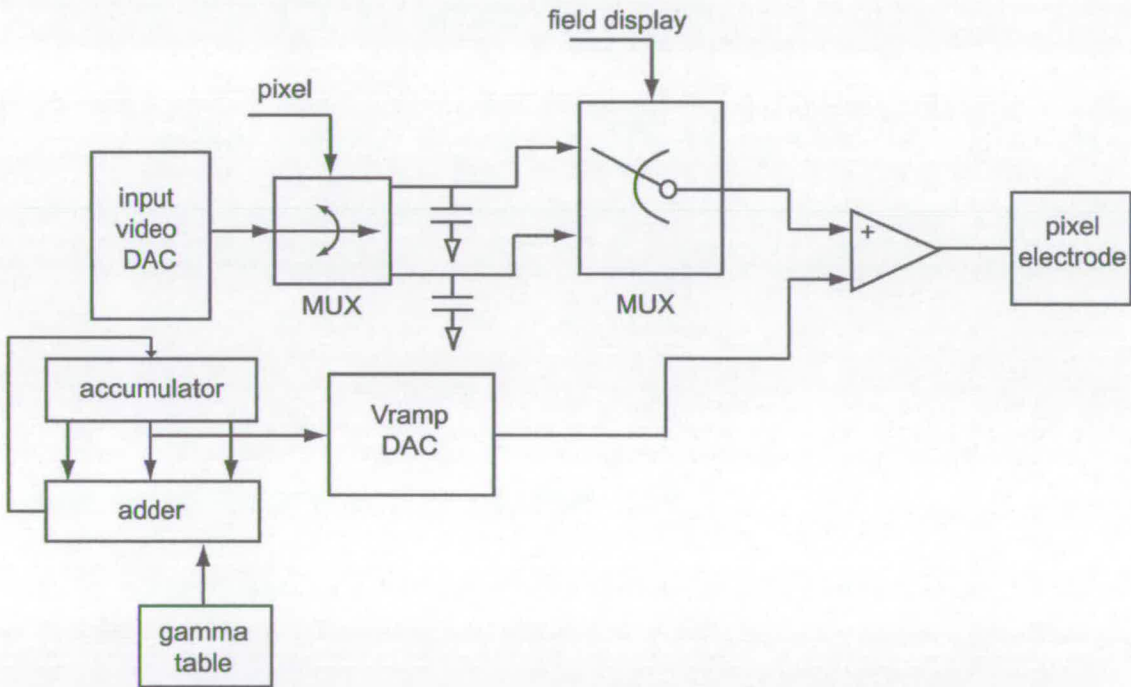 field display
pixel
input
video
DAC
MUX
MUX
+
pixel
electrode
accumulator
Vramp
DAC
adder
gamma
table